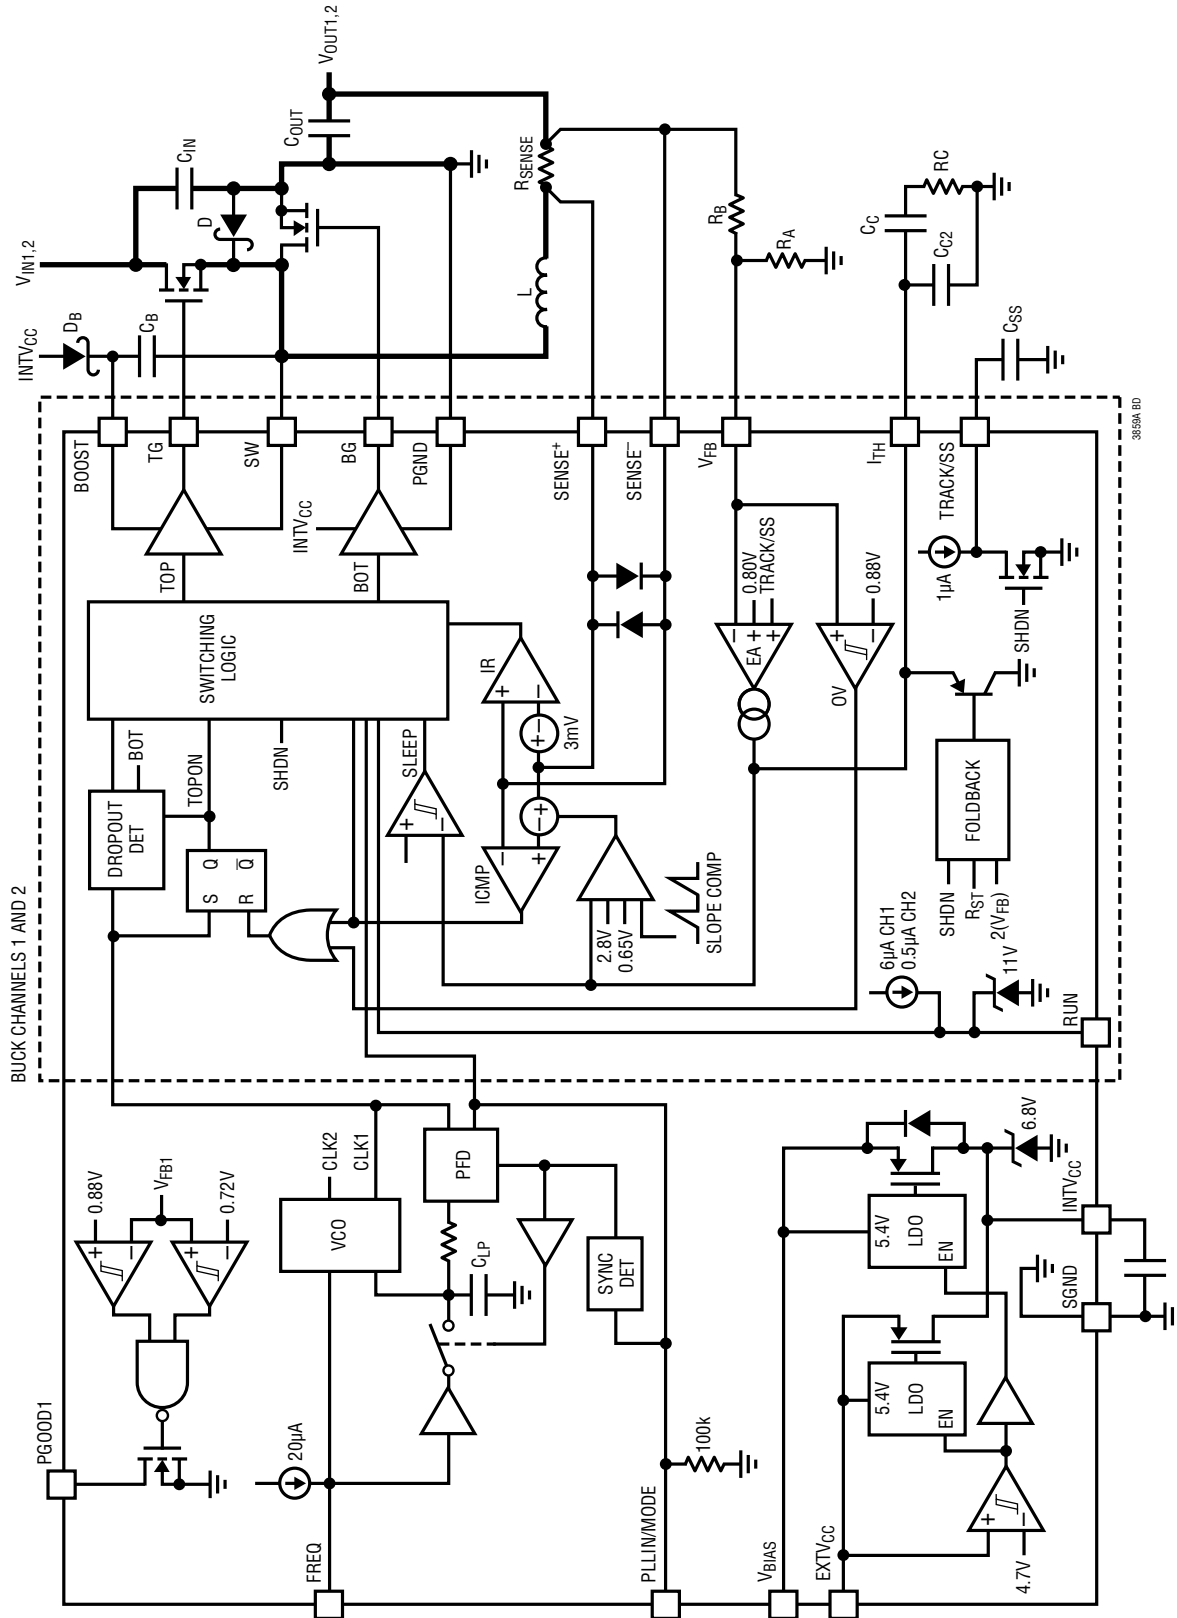 BUCK CHANNELS 1 AND 2
INTVCC
DB
CB
VIN1,2
D
CIN
COUT
VOUT1,2
L
RSENSE
RB
RA
CC
CC2
RC
CSS
3859A BD
BOOST
TG
SW
BG
PGND
SENSE+
SENSE–
VFB
ITH
TRACK/SS
TOP
INTVCC
BOT
SWITCHING
LOGIC
DROPOUT
DET
BOT
TOPON
S Q
R Q̅
SHDN
SLEEP
+
–
IR
+
–
+ –
3mV
– +
ICMP
–
+
2.8V
0.65V
SLOPE COMP
–
EA +
+
0.80V
TRACK/SS
OV
+
–
0.88V
1µA
SHDN
FOLDBACK
SHDN
RST
2(VFB)
6µA CH1
0.5µA CH2
11V
RUN
PGOOD1
0.88V
VFB1
0.72V
+
–
+
–
VCO
CLK2
CLK1
PFD
CLP
SYNC
DET
20µA
FREQ
PLLIN/MODE
100k
VBIAS
EXTVCC
5.4V
LDO
EN
6.8V
5.4V
LDO
EN
+
–
4.7V
INTVCC
SGND